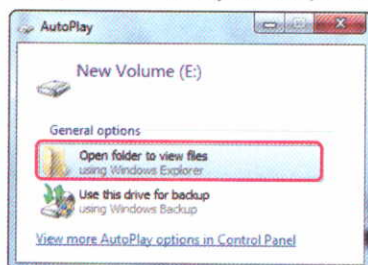 AutoPlay
New Volume (E:)
General options
Open folder to view files
using Windows Explorer
Use this drive for backup
using Windows Backup
View more AutoPlay options in Control Panel